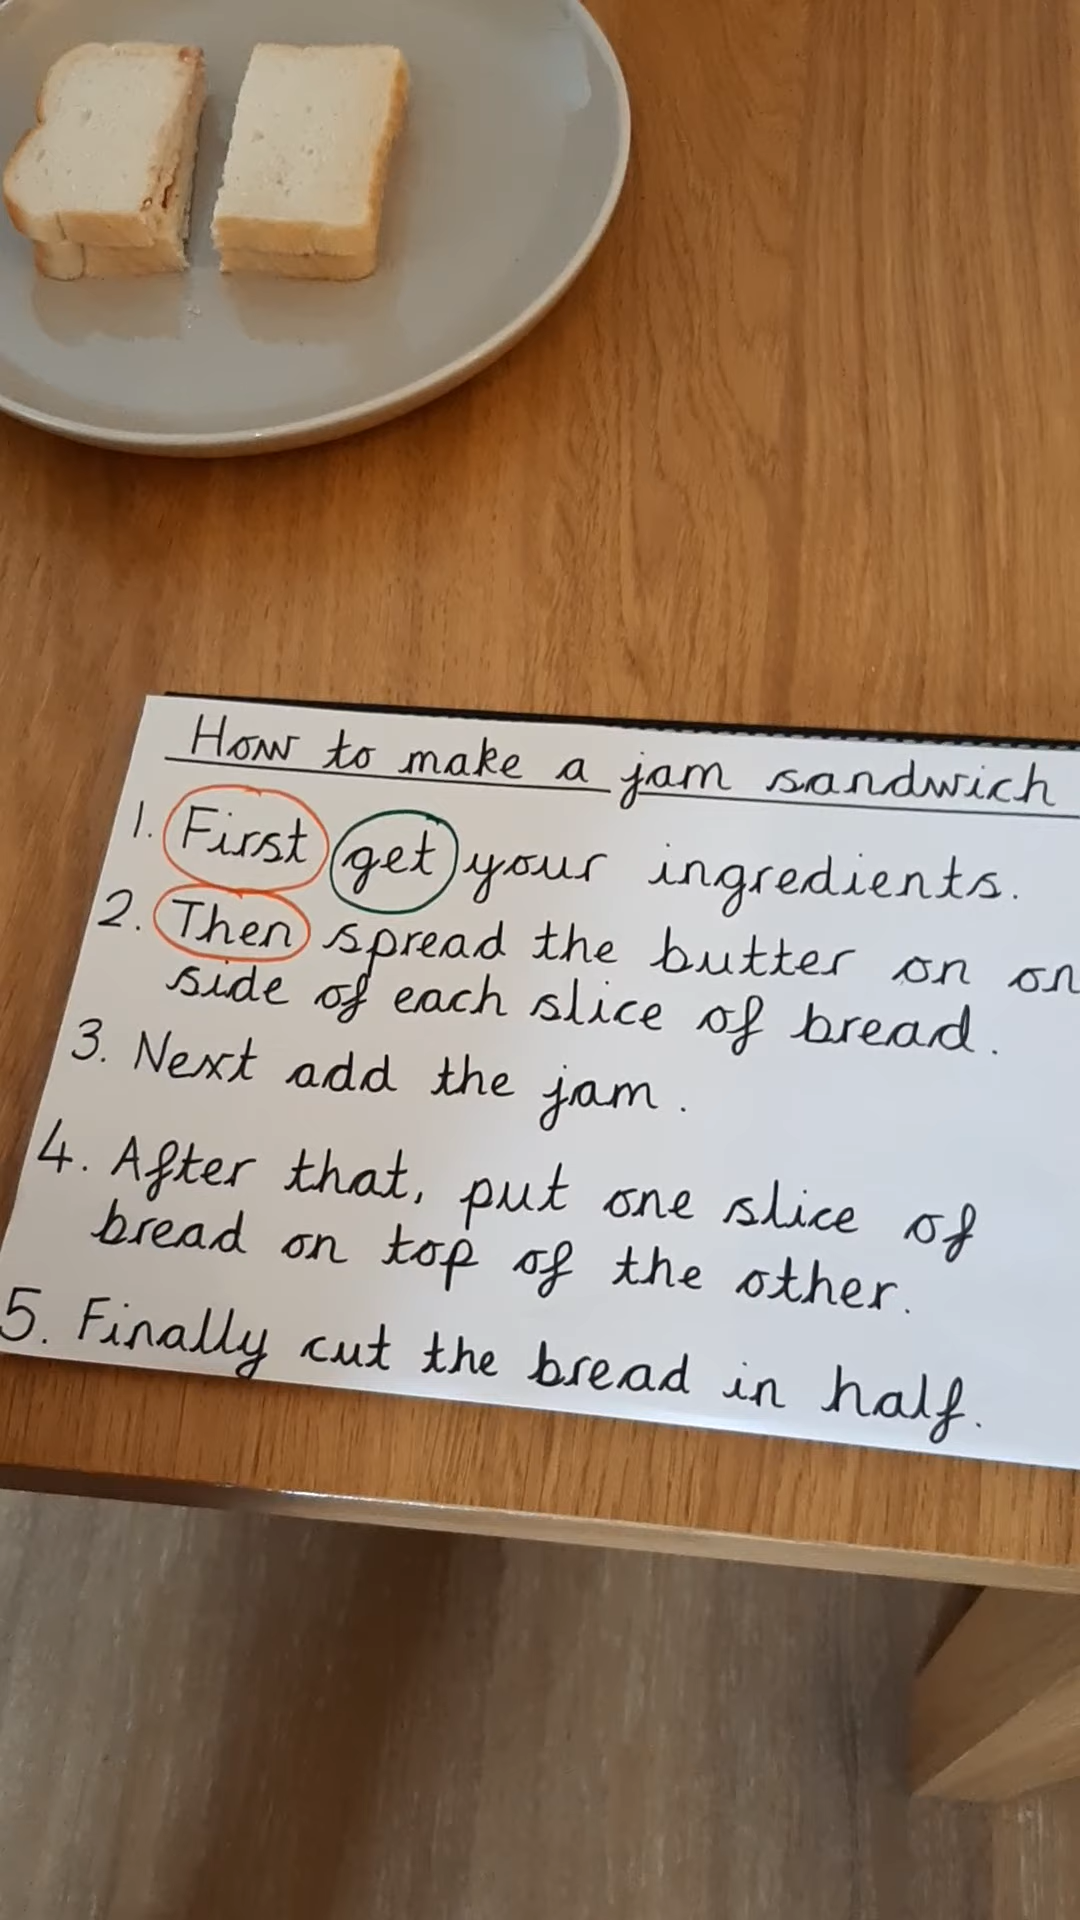 How to make a jam sandwich
1. First get your ingredients.
2. Then spread the butter on on
side of each slice of bread.
3. Next add the jam.
4. After that, put one slice of
bread on top of the other.
5. Finally cut the bread in half.